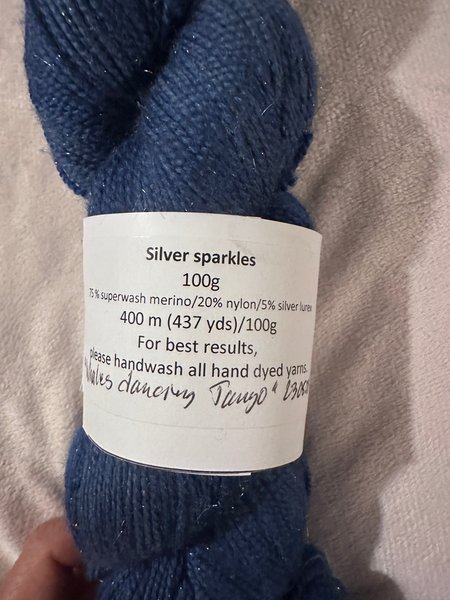 Silver sparkles
100g
75 % superwash merino/20% nylon/5% silver lurex
400 m (437 yds)/100g
For best results,
please handwash all hand dyed yarns.
dancing Tango"